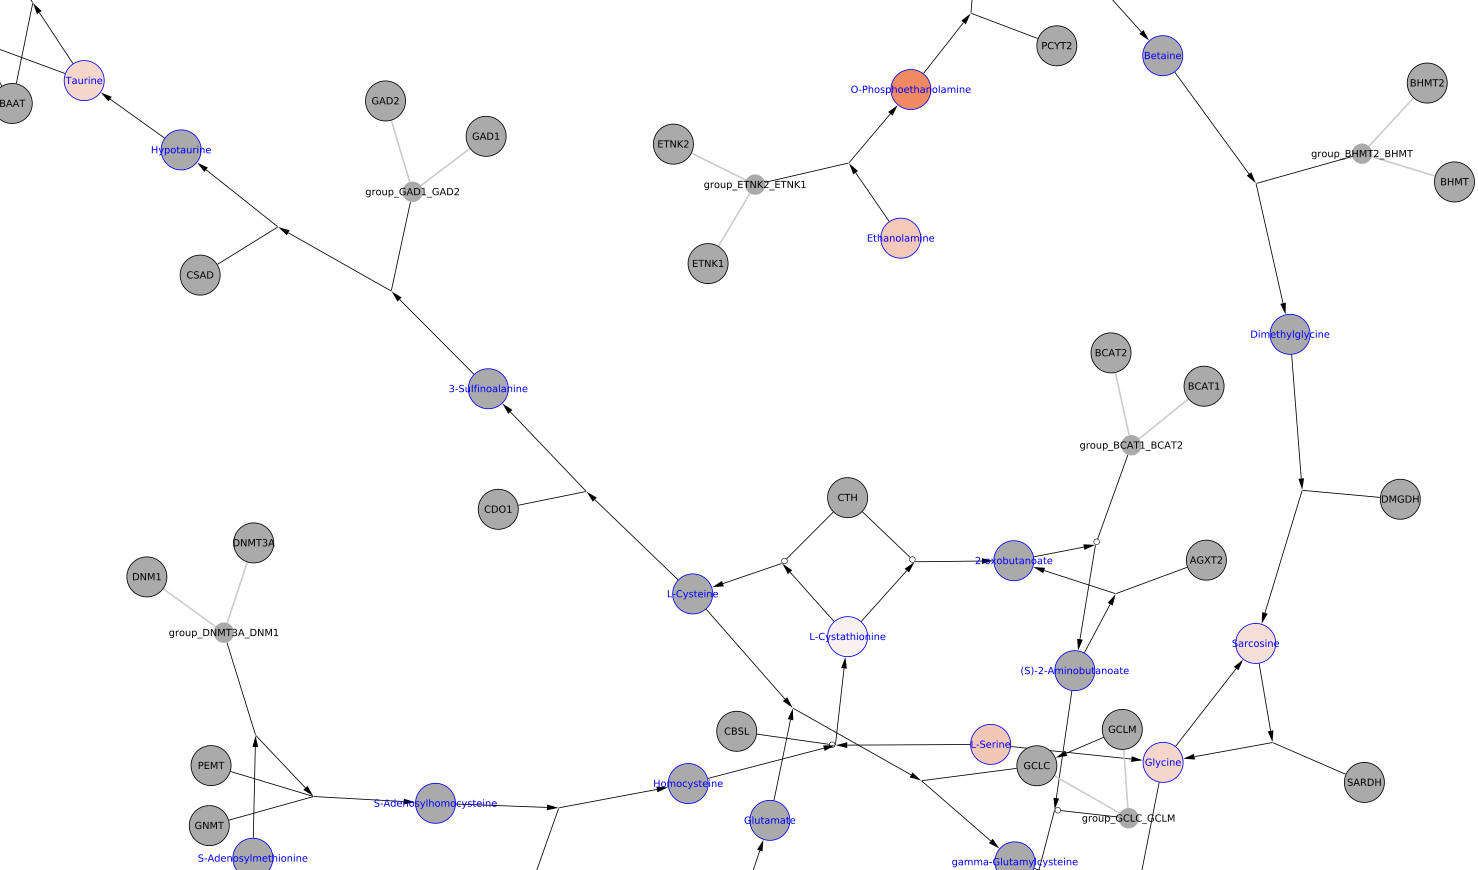 PCYT2
Betaine
Taurine
BHMT2
O-Phosphoethanolamine
BAAT
GAD2
GAD1
ETNK2
Hypotaurine
group_BHMT2_BHMT
BHMT
group_ETNK2_ETNK1
group_GAD1_GAD2
Ethanolamine
ETNK1
CSAD
Dimethylglycine
BCAT2
BCAT1
3-Sulfinoalanine
group_BCAT1_BCAT2
CTH
DMGDH
CDO1
DNMT3A
2-oxobutanoate
AGXT2
DNM1
L-Cysteine
group_DNMT3A_DNM1
L-Cystathionine
Sarcosine
(S)-2-Aminobutanoate
CBSL
GCLM
L-Serine
Glycine
PEMT
GCLC
Homocysteine
SARDH
S-Adenosylhomocysteine
group_GCLC_GCLM
Glutamate
GNMT
S-Adenosylmethionine
gamma-Glutamylcysteine